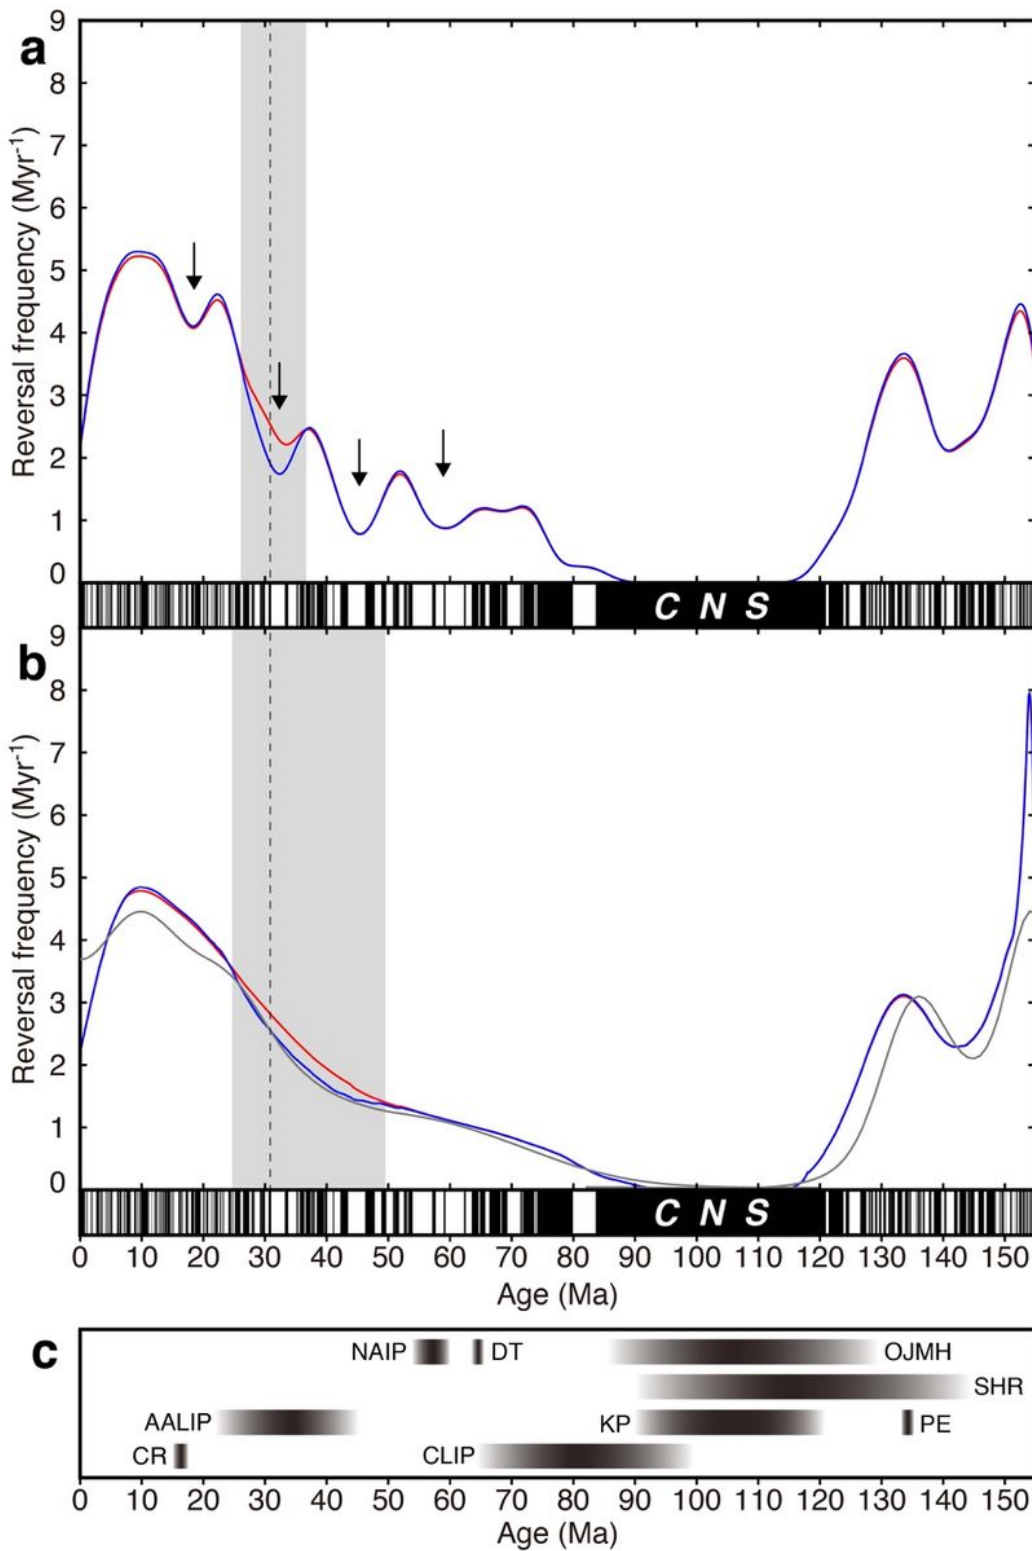 a
Reversal frequency (Myr⁻¹)
9
8
7
6
5
4
3
2
1
0
C N S
b
Reversal frequency (Myr⁻¹)
9
8
7
6
5
4
3
2
1
0
C N S
0 10 20 30 40 50 60 70 80 90 100 110 120 130 140 150
Age (Ma)
c
NAIP DT OJMH
SHR
AALIP KP PE
CR CLIP
0 10 20 30 40 50 60 70 80 90 100 110 120 130 140 150
Age (Ma)